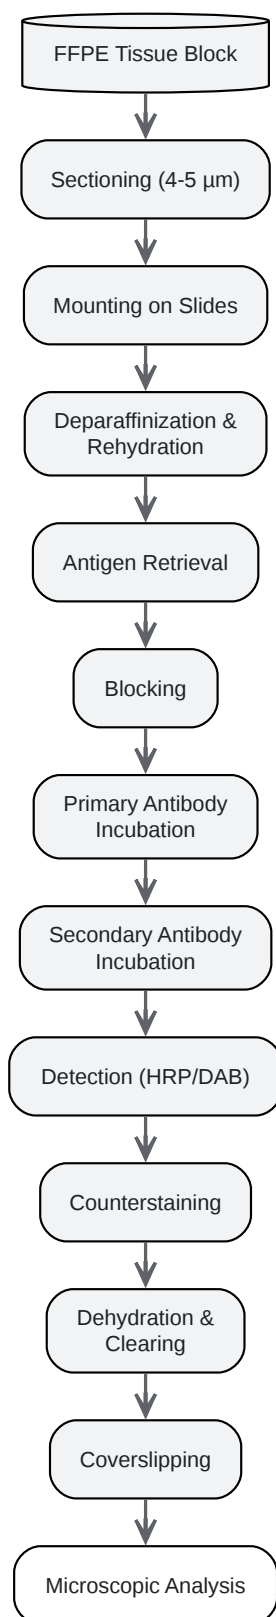 FFPE Tissue Block
Sectioning (4-5 µm)
Mounting on Slides
Deparaffinization &
Rehydration
Antigen Retrieval
Blocking
Primary Antibody
Incubation
Secondary Antibody
Incubation
Detection (HRP/DAB)
Counterstaining
Dehydration &
Clearing
Coverslipping
Microscopic Analysis